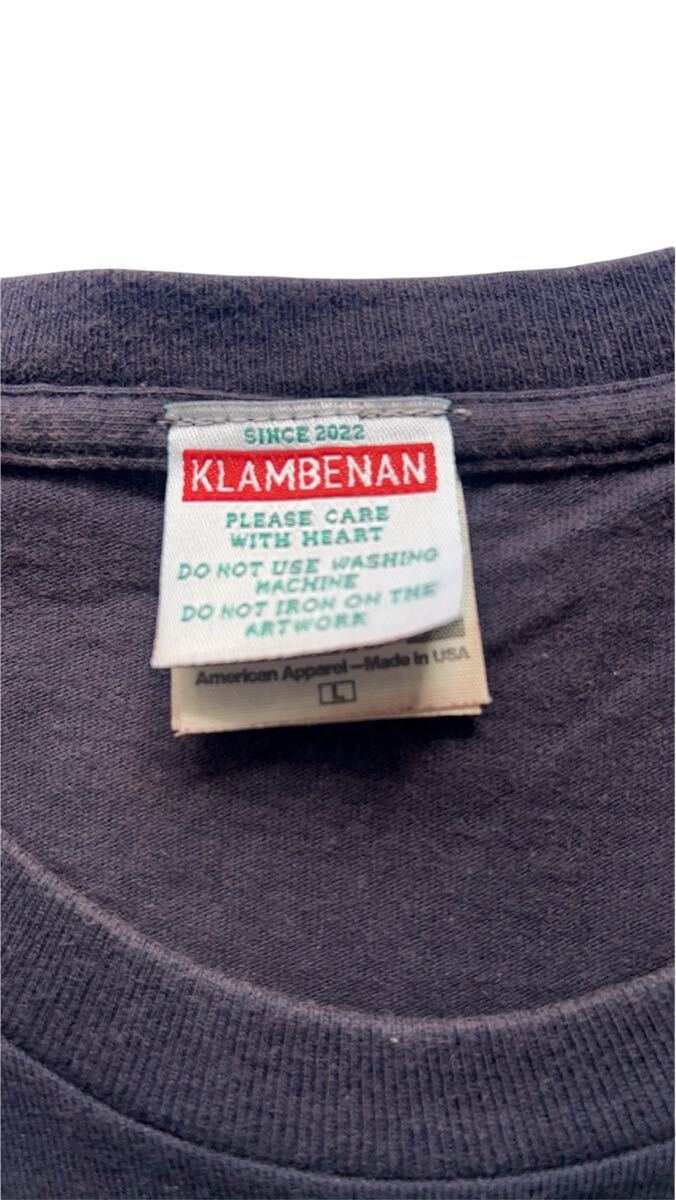 SINCE 2022
KLAMBENAN
PLEASE CARE
WITH HEART
DO NOT USE WASHING
MACHINE
DO NOT IRON ON THE
ARTWORK
American Apparel—Made in USA
L